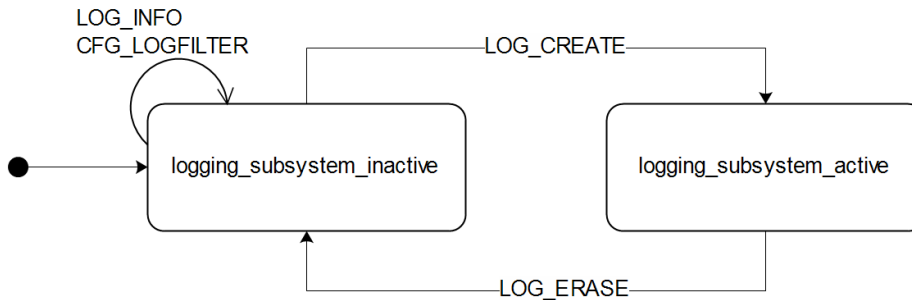 LOG_INFO
CFG_LOGFILTER
LOG_CREATE
logging_subsystem_inactive
logging_subsystem_active
LOG_ERASE